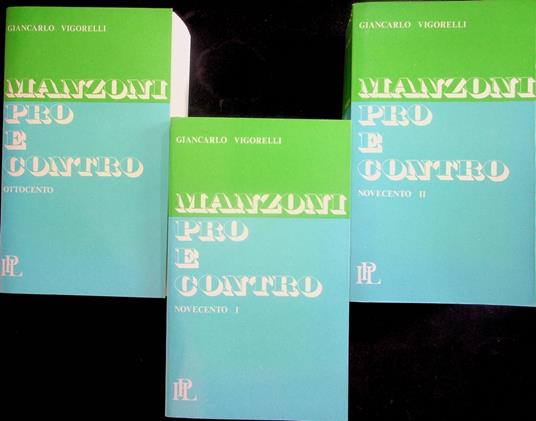 GIANCARLO VIGORELLI
MANZONI
PRO
E
CONTRO
OTTOCENTO
IPL
GIANCARLO VIGORELLI
MANZONI
PRO
E
CONTRO
NOVECENTO I
IPL
GIANCARLO VIGORELLI
MANZONI
PRO
E
CONTRO
NOVECENTO II
IPL